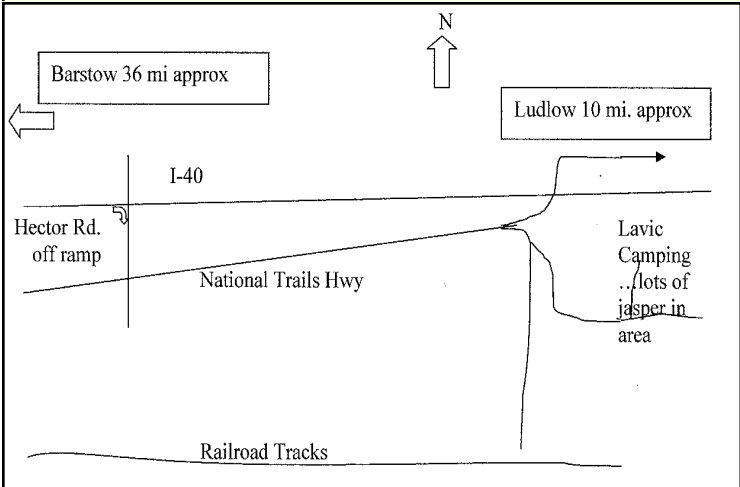 N
Barstow 36 mi approx
Ludlow 10 mi. approx
I-40
Hector Rd.
off ramp
National Trails Hwy
Lavic
Camping
...lots of
jasper in
area
Railroad Tracks